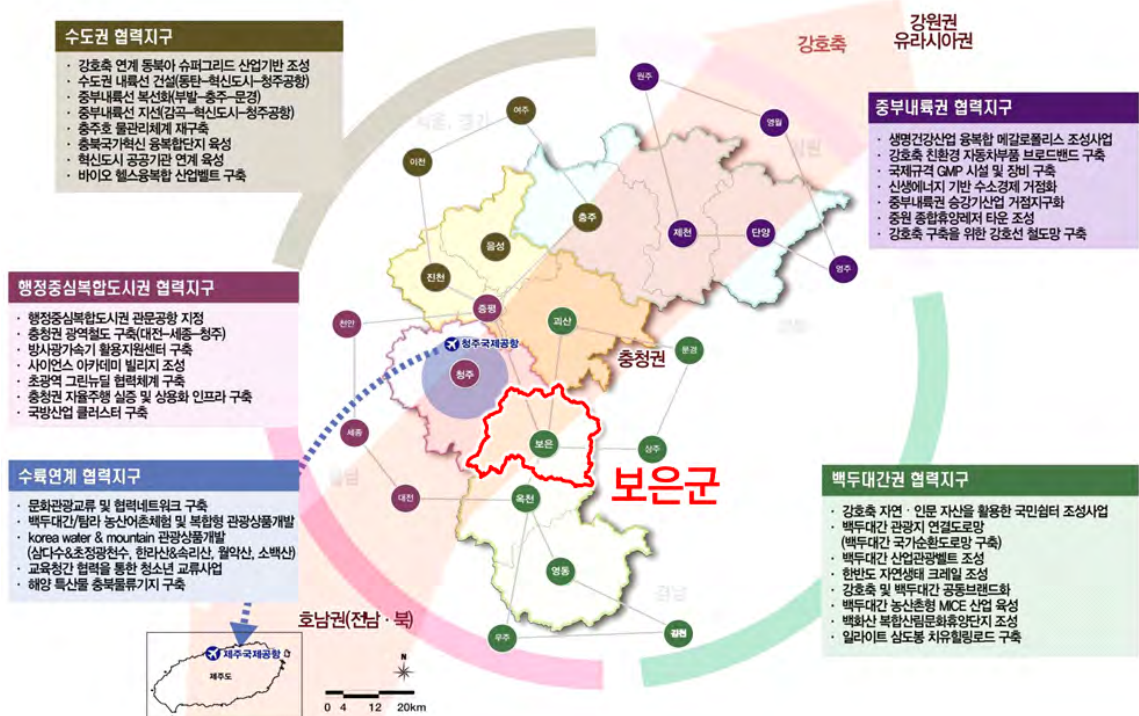 수도권 협력지구
· 강호축 연계 동북아 슈퍼그리드 산업기반 조성
· 수도권 내륙선 건설(동탄-혁신도시-청주공항)
· 중부내륙선 복선화(부발-충주-문경)
· 중부내륙선 지선(감곡-혁신도시-청주공항)
· 충주호 물관리체계 재구축
· 충북국가혁신 융복합단지 육성
· 혁신도시 공공기관 연계 육성
· 바이오 헬스융복합 산업벨트 구축
강원권
유라시아권
강호축
중부내륙권 협력지구
· 생명건강산업 융복합 메갈로폴리스 조성사업
· 강호축 친환경 자동차부품 브로드밴드 구축
· 국제규격 GMP 시설 및 장비 구축
· 신생에너지 기반 수소경제 거점화
· 중부내륙권 승강기산업 거점지구화
· 중원 종합휴양레저 타운 조성
· 강호축 구축을 위한 강호선 철도망 구축
행정중심복합도시권 협력지구
· 행정중심복합도시권 관문공항 지정
· 충청권 광역철도 구축(대전-세종-청주)
· 방사광가속기 활용지원센터 구축
· 사이언스 아카데미 빌리지 조성
· 초광역 그린뉴딜 협력체계 구축
· 충청권 자율주행 실증 및 상용화 인프라 구축
· 국방산업 클러스터 구축
수륙연계 협력지구
· 문화관광교류 및 협력네트워크 구축
· 백두대간/탐라 농산어촌체험 및 복합형 관광상품개발
· korea water & mountain 관광상품개발
(삼다수&초정광천수, 한라산&속리산, 월악산, 소백산)
· 교육청간 협력을 통한 청소년 교류사업
· 해양 특산물 충북물류기지 구축
백두대간권 협력지구
· 강호축 자연 · 인문 자산을 활용한 국민쉼터 조성사업
· 백두대간 관광지 연결도로망
(백두대간 국가순환도로망 구축)
· 백두대간 산업관광벨트 조성
· 한반도 자연생태 크레일 조성
· 강호축 및 백두대간 공동브랜드화
· 백두대간 농산촌형 MICE 산업 육성
· 백화산 복합산림문화휴양단지 조성
· 일라이트 삼도봉 치유힐링로드 구축
원주
여주
영월
이천
충주
제천
단양
음성
영주
진천
증평
천안
괴산
청주국제공항
문경
충청권
청주
세종
보은
상주
보은군
대전
옥천
영동
경남
호남권(전남 · 북)
무주
김천
제주국제공항
제주도
N
0 4 12 20km